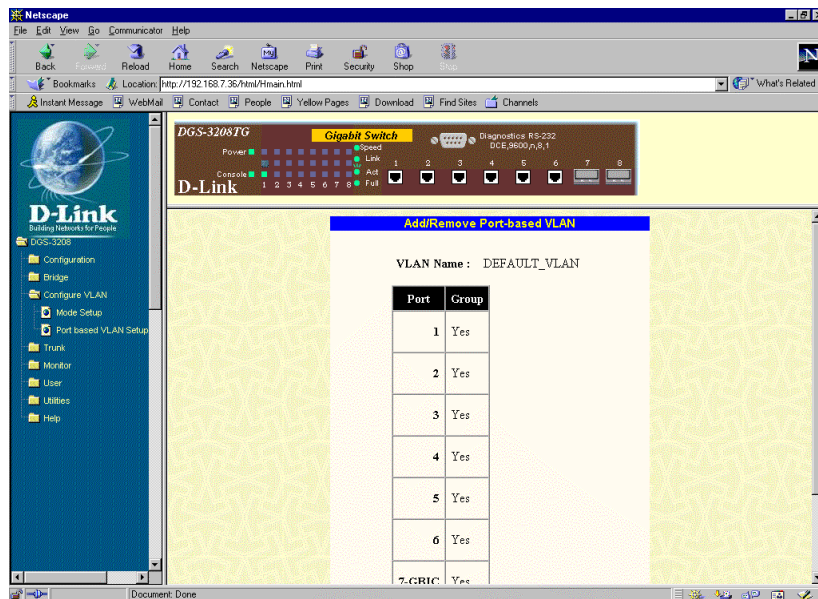 Netscape
File Edit View Go Communicator Help
Back Forward Reload Home Search Netscape Print Security Shop Stop
Bookmarks Location: http://192.168.7.36/html/Hmain.html What's Related
Instant Message WebMail Contact People Yellow Pages Download Find Sites Channels
D-Link
Building Networks for People
DGS-3208
Configuration
Bridge
Configure VLAN
Mode Setup
Port based VLAN Setup
Trunk
Monitor
User
Utilities
Help
DGS-3208TG Gigabit Switch Diagnostics RS-232
DCE,9600,n,8,1
Power Speed
Link
Console Act
Full
D-Link 1 2 3 4 5 6 7 8
1 2 3 4 5 6 7 8
Add/Remove Port-based VLAN
VLAN Name : DEFAULT_VLAN
Port Group
1 Yes
2 Yes
3 Yes
4 Yes
5 Yes
6 Yes
7-GBIC Yes
Document: Done